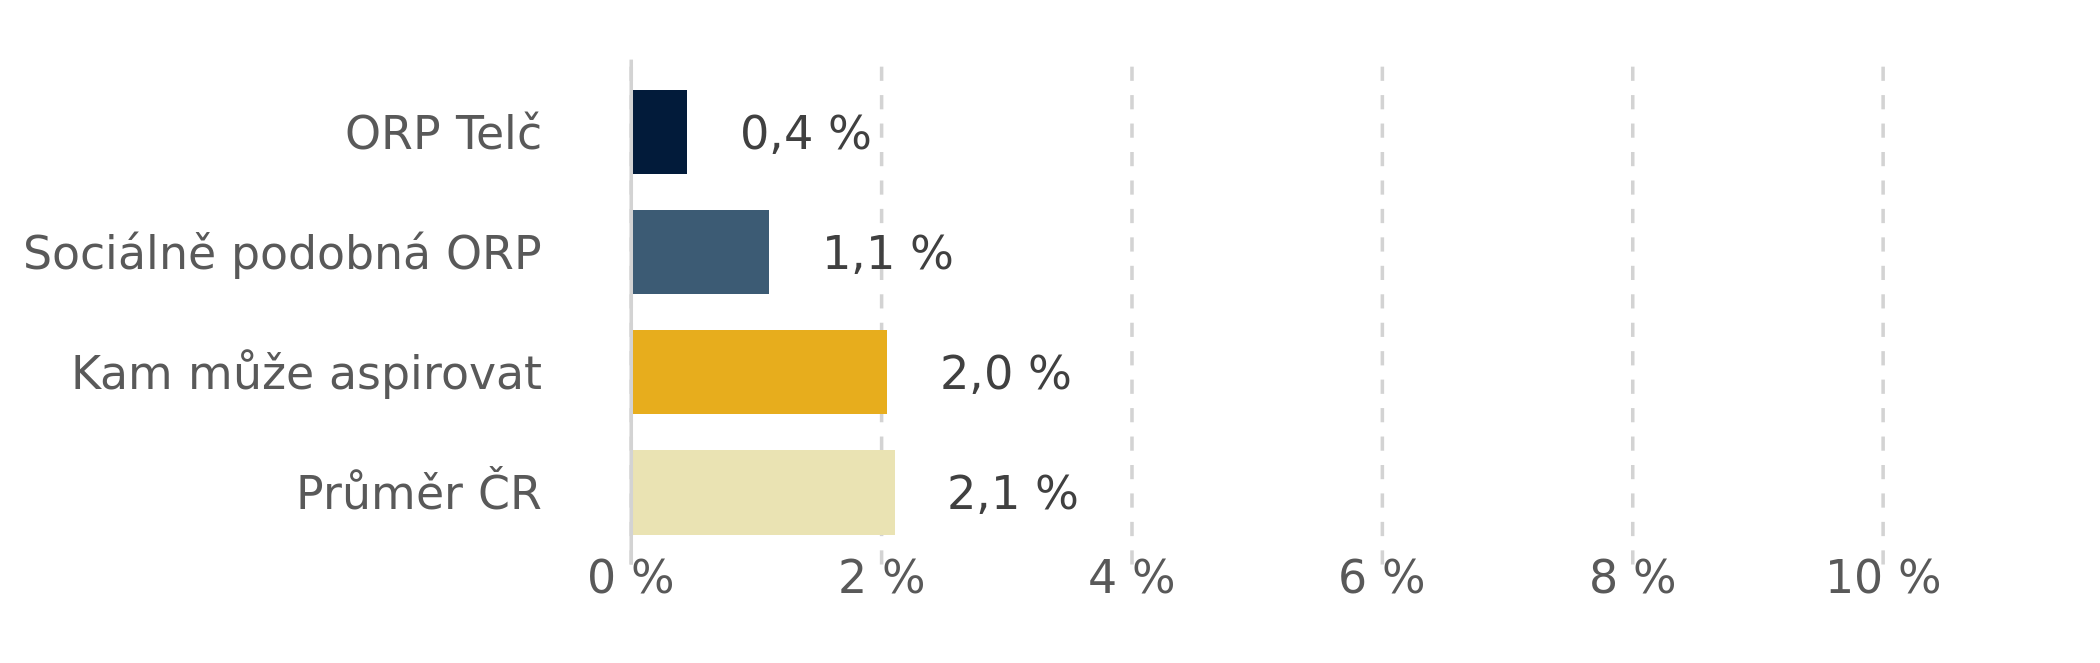 ORP Telč 0,4 %
Sociálně podobná ORP 1,1 %
Kam může aspirovat 2,0 %
Průměr ČR 2,1 %
0 % 2 % 4 % 6 % 8 % 10 %